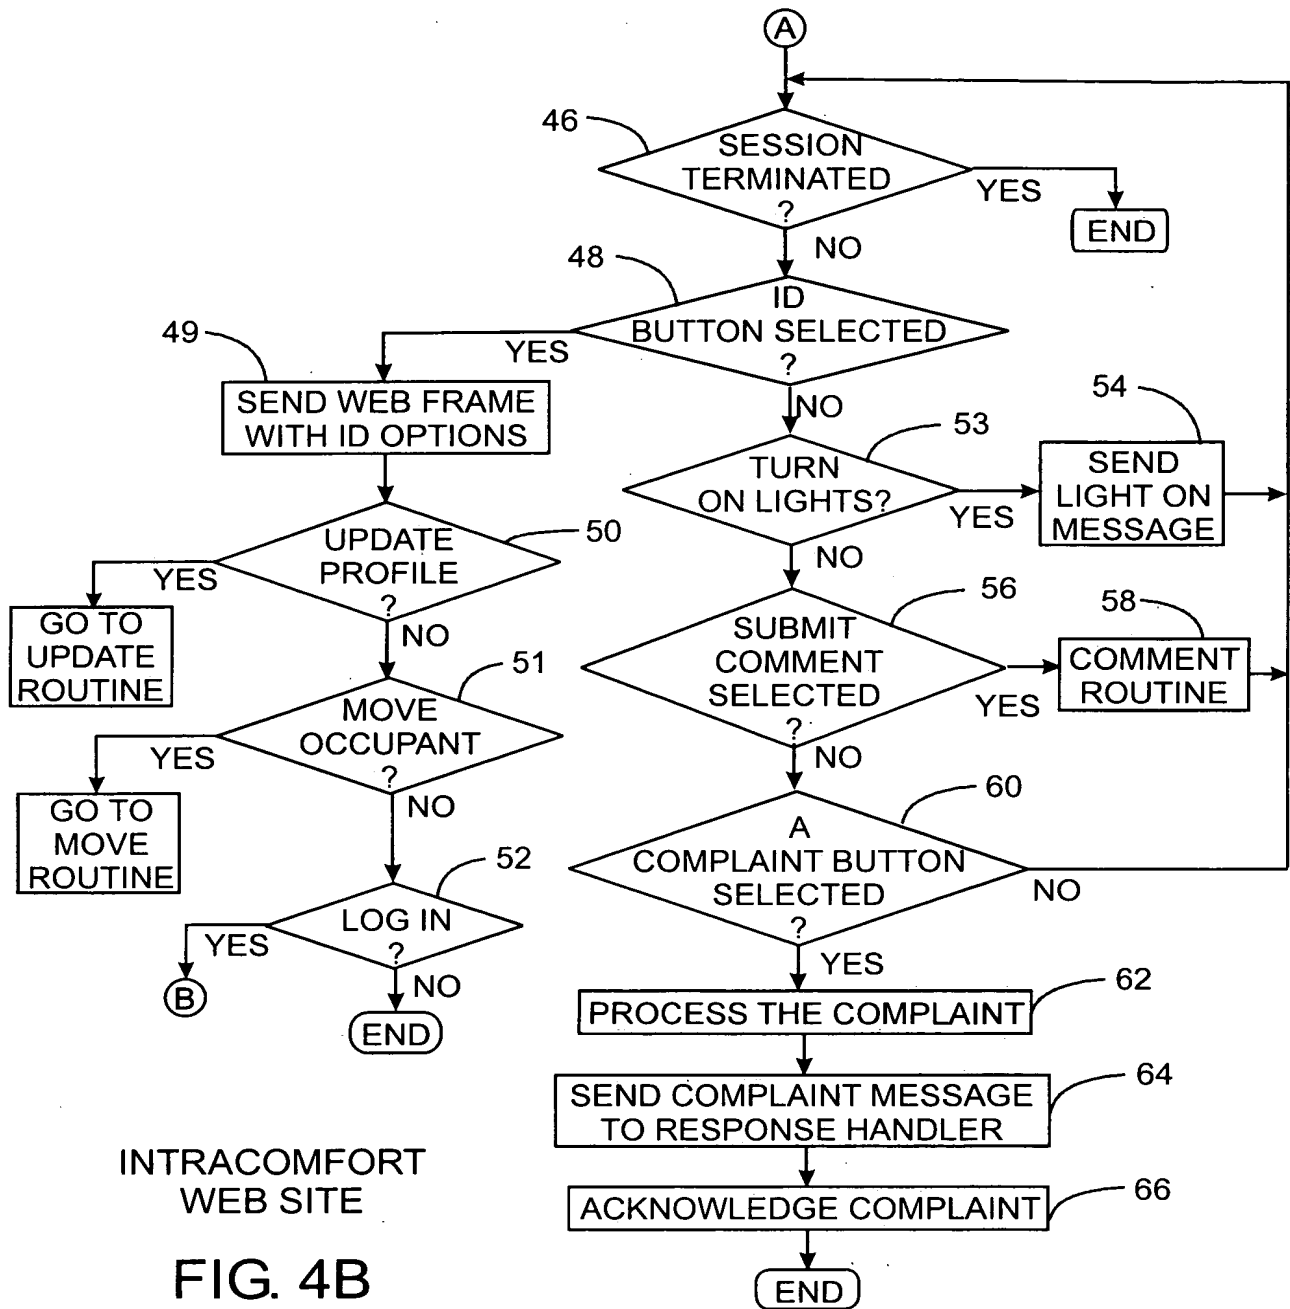 A
46
SESSION
TERMINATED
?
YES
END
NO
48
ID
BUTTON SELECTED
?
YES
NO
49
SEND WEB FRAME
WITH ID OPTIONS
53
TURN
ON LIGHTS?
YES
54
SEND
LIGHT ON
MESSAGE
NO
50
UPDATE
PROFILE
?
YES
GO TO
UPDATE
ROUTINE
NO
56
SUBMIT
COMMENT
SELECTED
?
YES
58
COMMENT
ROUTINE
NO
51
MOVE
OCCUPANT
?
YES
GO TO
MOVE
ROUTINE
NO
60
A
COMPLAINT BUTTON
SELECTED
?
NO
YES
52
LOG IN
?
YES
B
NO
END
62
PROCESS THE COMPLAINT
64
SEND COMPLAINT MESSAGE
TO RESPONSE HANDLER
66
ACKNOWLEDGE COMPLAINT
END
INTRACOMFORT
WEB SITE
FIG. 4B